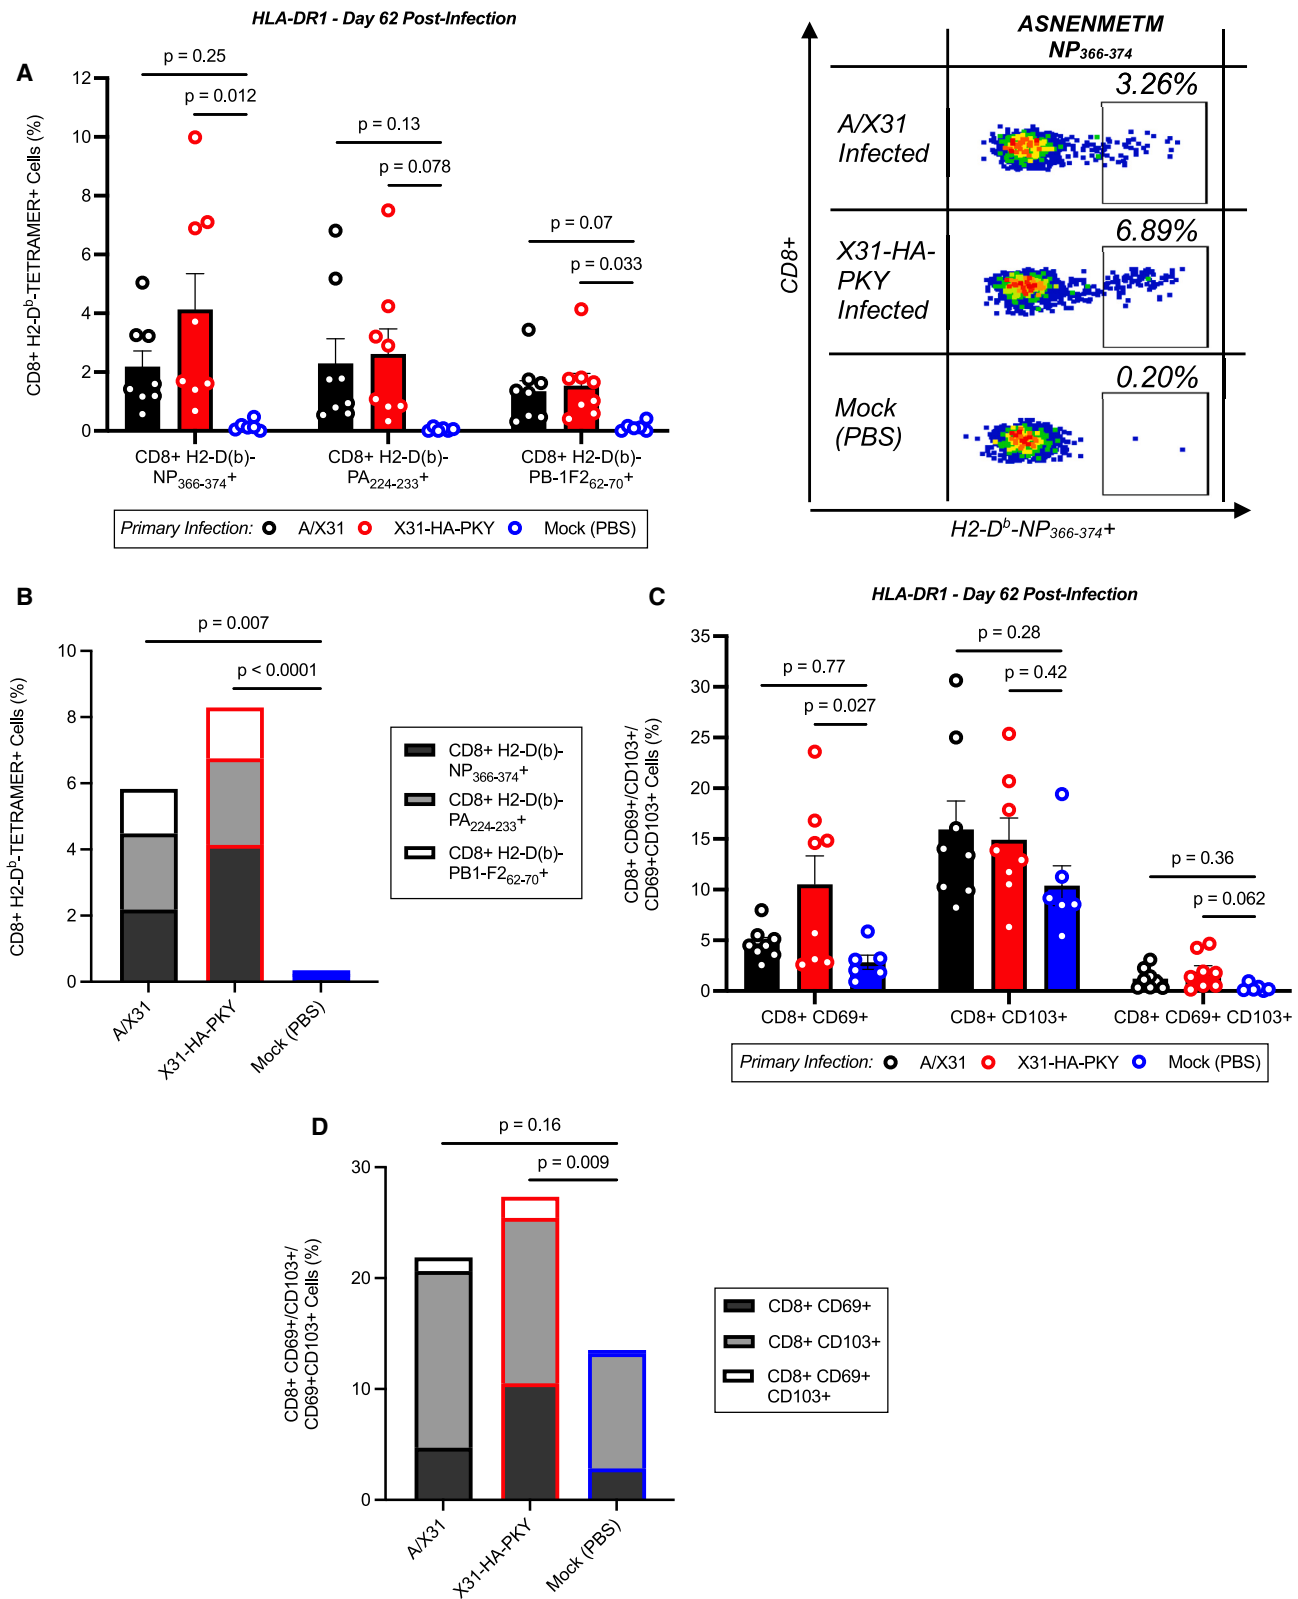 HLA-DR1 - Day 62 Post-Infection
A
p = 0.25
p = 0.012
p = 0.13
p = 0.078
p = 0.07
p = 0.033
CD8+ H2-Dᵇ-TETRAMER+ Cells (%)
12
10
8
6
4
2
0
CD8+ H2-D(b)-
NP366-374+
CD8+ H2-D(b)-
PA224-233+
CD8+ H2-D(b)-
PB-1F262-70+
Primary Infection: A/X31 X31-HA-PKY Mock (PBS)
ASNENMETM
NP366-374
CD8+
A/X31
Infected
3.26%
X31-HA-
PKY
Infected
6.89%
Mock
(PBS)
0.20%
H2-Dᵇ-NP366-374+
B
p = 0.007
p < 0.0001
CD8+ H2-Dᵇ-TETRAMER+ Cells (%)
10
8
6
4
2
0
A/X31
X31-HA-PKY
Mock (PBS)
CD8+ H2-D(b)-
NP366-374+
CD8+ H2-D(b)-
PA224-233+
CD8+ H2-D(b)-
PB1-F262-70+
C
HLA-DR1 - Day 62 Post-Infection
p = 0.77
p = 0.027
p = 0.28
p = 0.42
p = 0.36
p = 0.062
CD8+ CD69+/CD103+/
CD69+CD103+ Cells (%)
35
30
25
20
15
10
5
0
CD8+ CD69+
CD8+ CD103+
CD8+ CD69+ CD103+
Primary Infection: A/X31 X31-HA-PKY Mock (PBS)
D
p = 0.16
p = 0.009
CD8+ CD69+/CD103+/
CD69+CD103+ Cells (%)
30
20
10
0
A/X31
X31-HA-PKY
Mock (PBS)
CD8+ CD69+
CD8+ CD103+
CD8+ CD69+
CD103+